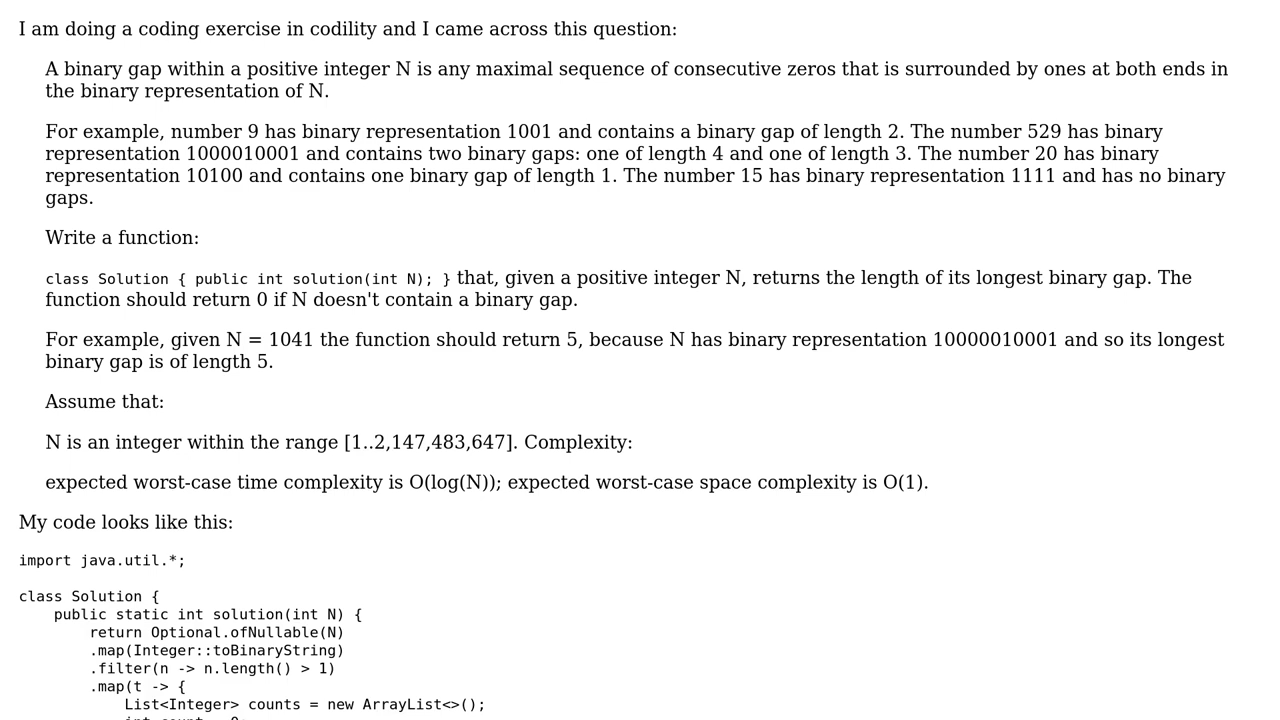 I am doing a coding exercise in codility and I came across this question:
A binary gap within a positive integer N is any maximal sequence of consecutive zeros that is surrounded by ones at both ends in
the binary representation of N.
For example, number 9 has binary representation 1001 and contains a binary gap of length 2. The number 529 has binary
representation 1000010001 and contains two binary gaps: one of length 4 and one of length 3. The number 20 has binary
representation 10100 and contains one binary gap of length 1. The number 15 has binary representation 1111 and has no binary
gaps.
Write a function:
class Solution { public int solution(int N); } that, given a positive integer N, returns the length of its longest binary gap. The
function should return 0 if N doesn't contain a binary gap.
For example, given N = 1041 the function should return 5, because N has binary representation 10000010001 and so its longest
binary gap is of length 5.
Assume that:
N is an integer within the range [1..2,147,483,647]. Complexity:
expected worst-case time complexity is O(log(N)); expected worst-case space complexity is O(1).
My code looks like this:
import java.util.*;
class Solution {
    public static int solution(int N) {
        return Optional.ofNullable(N)
        .map(Integer::toBinaryString)
        .filter(n -> n.length() > 1)
        .map(t -> {
            List<Integer> counts = new ArrayList<>();
            int count = 0;